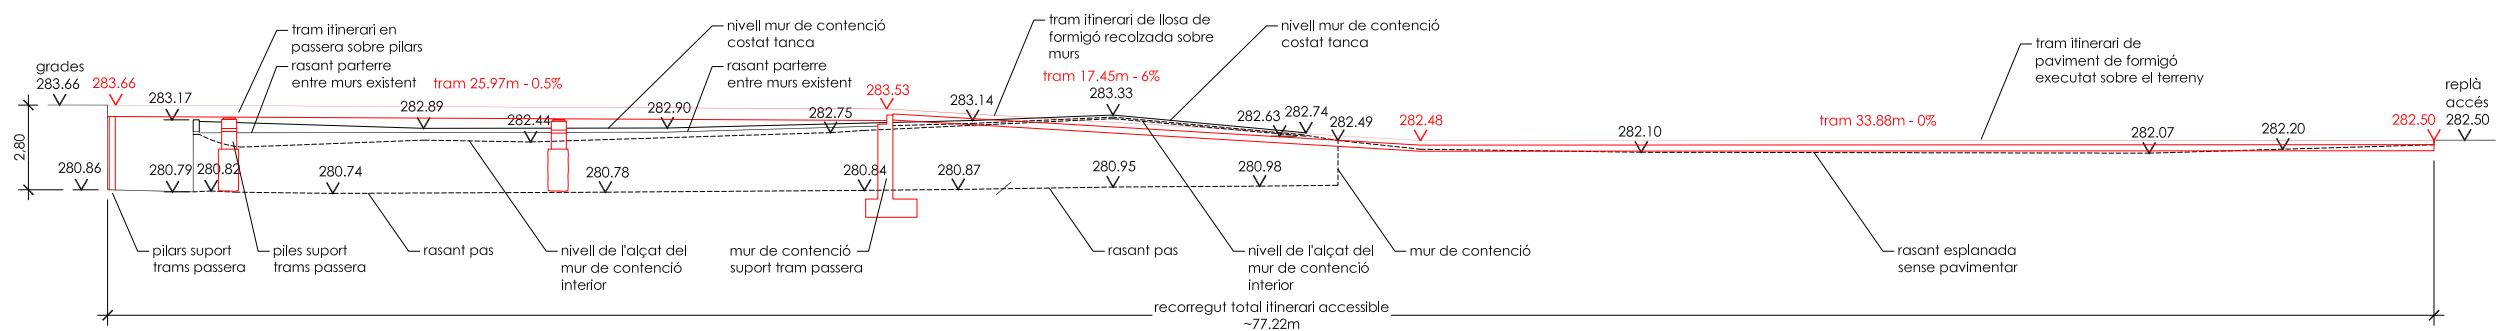 tram itinerari en
passera sobre pilars
rasant parterre
entre murs existent
nivell mur de contenció
costat tanca
rasant parterre
entre murs existent
tram itinerari de llosa de
formigó recolzada sobre
murs
nivell mur de contenció
costat tanca
tram itinerari de
paviment de formigó
executat sobre el terreny
grades
283.66
283.66
tram 25.97m - 0.5%
283.53
tram 17.45m - 6%
replà
accés
282.50
282.50
283.17
282.89
282.44
282.90
282.75
283.14
283.33
282.63
282.74
282.49
282.48
tram 33.88m - 0%
282.10
282.07
282.20
2.80
280.86
280.79
280.82
280.74
280.78
280.84
280.87
280.95
280.98
pilars suport
trams passera
piles suport
trams passera
rasant pas
nivell de l'alçat del
mur de contenció
interior
mur de contenció
suport tram passera
rasant pas
nivell de l'alçat del
mur de contenció
interior
mur de contenció
rasant esplanada
sense pavimentar
recorregut total itinerari accessible
~77.22m